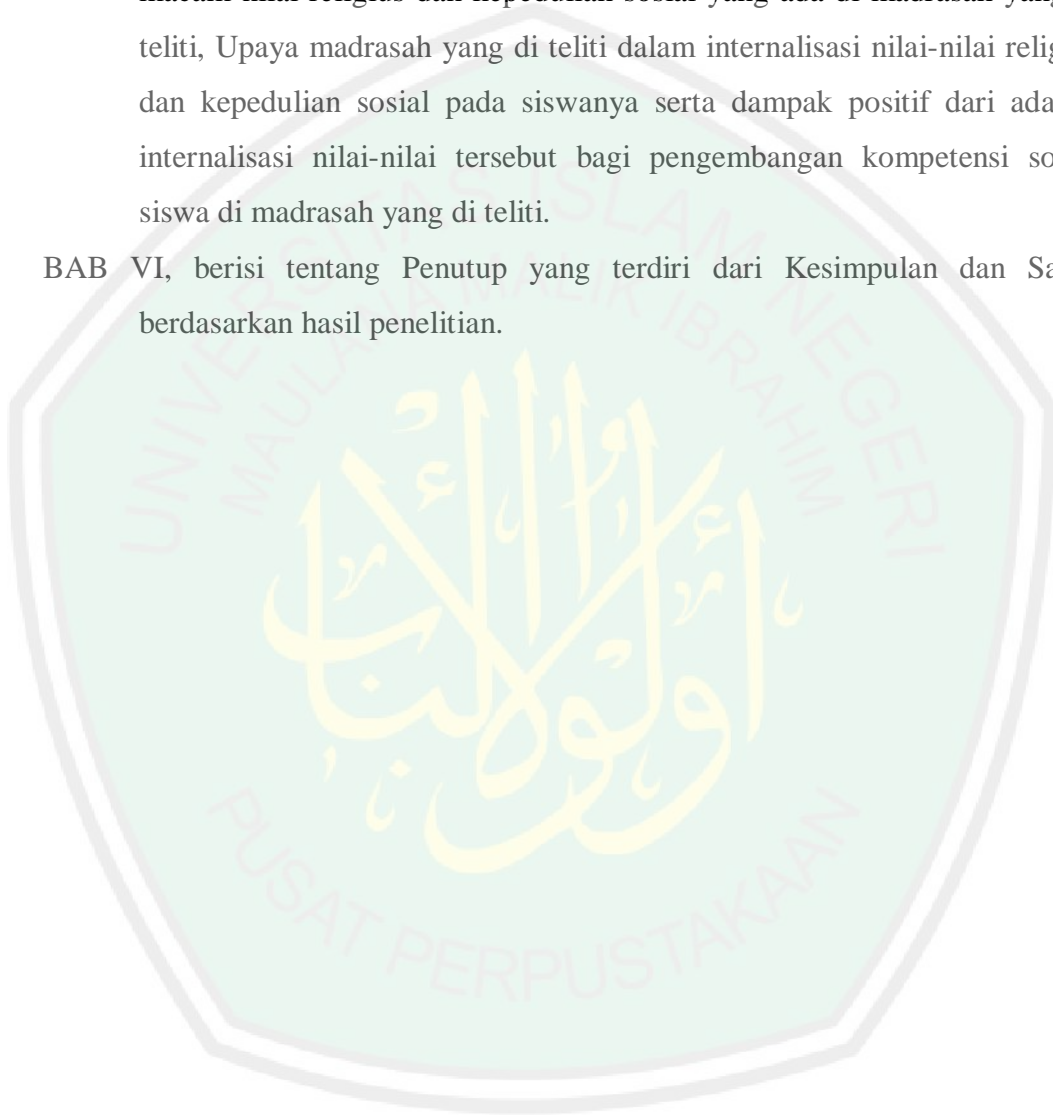 teliti, Upaya madrasah yang di teliti dalam internalisasi nilai-nilai
dan kepedulian sosial pada siswanya serta dampak positif dari
internalisasi nilai-nilai tersebut bagi pengembangan kompetensi
siswa di madrasah yang di teliti.
BAB VI, berisi tentang Penutup yang terdiri dari Kesimpulan dan
berdasarkan hasil penelitian.
UNIVERSITAS ISLAM NEGERI
MAULANA MALIK IBRAHIM
PUSAT PERPUSTAKAAN